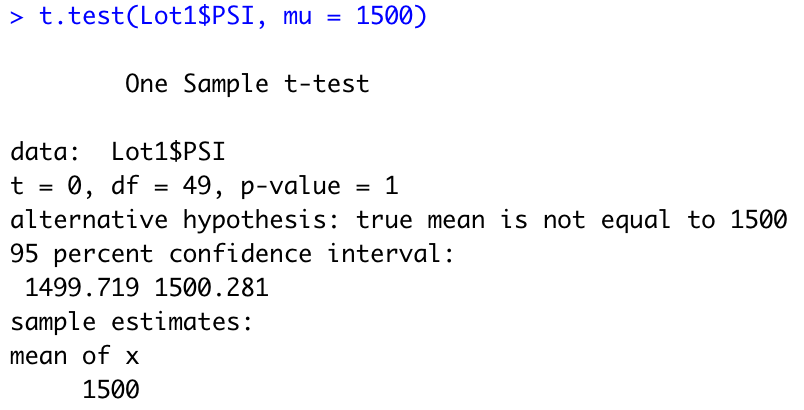 > t.test(Lot1$PSI, mu = 1500)
One Sample t-test
data:  Lot1$PSI
t = 0, df = 49, p-value = 1
alternative hypothesis: true mean is not equal to 1500
95 percent confidence interval:
1499.719 1500.281
sample estimates:
mean of x
1500